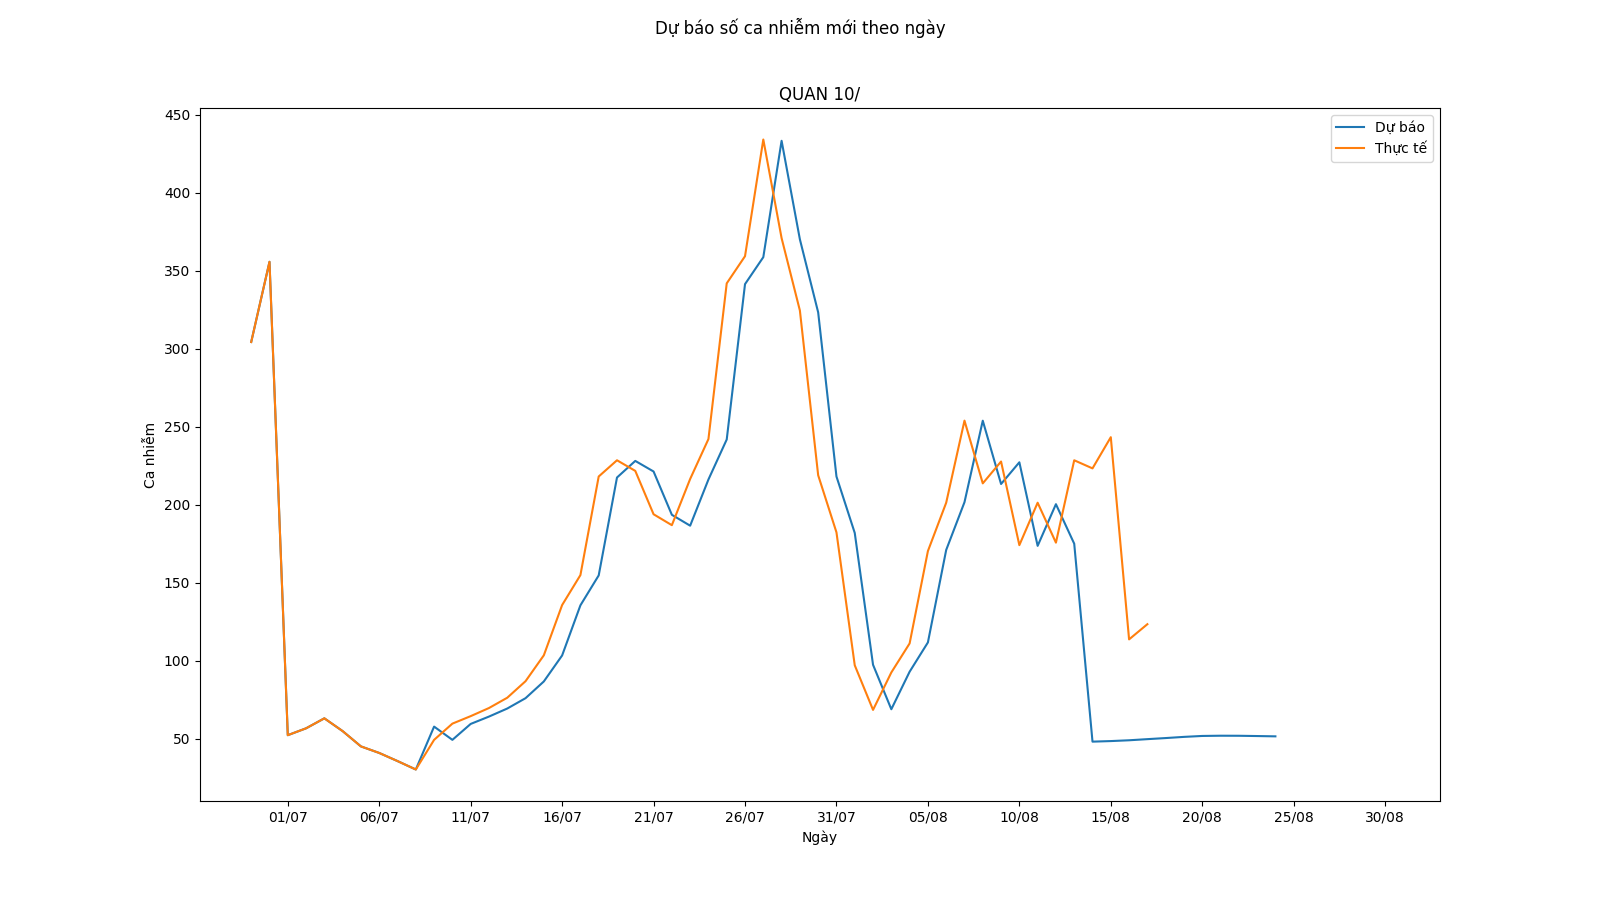 Dự báo số ca nhiễm mới theo ngày
QUAN 10/
450
400
350
300
250
200
150
100
50
Ca nhiễm
Dự báo
Thực tế
01/07 06/07 11/07 16/07 21/07 26/07 31/07 05/08 10/08 15/08 20/08 25/08 30/08
Ngày